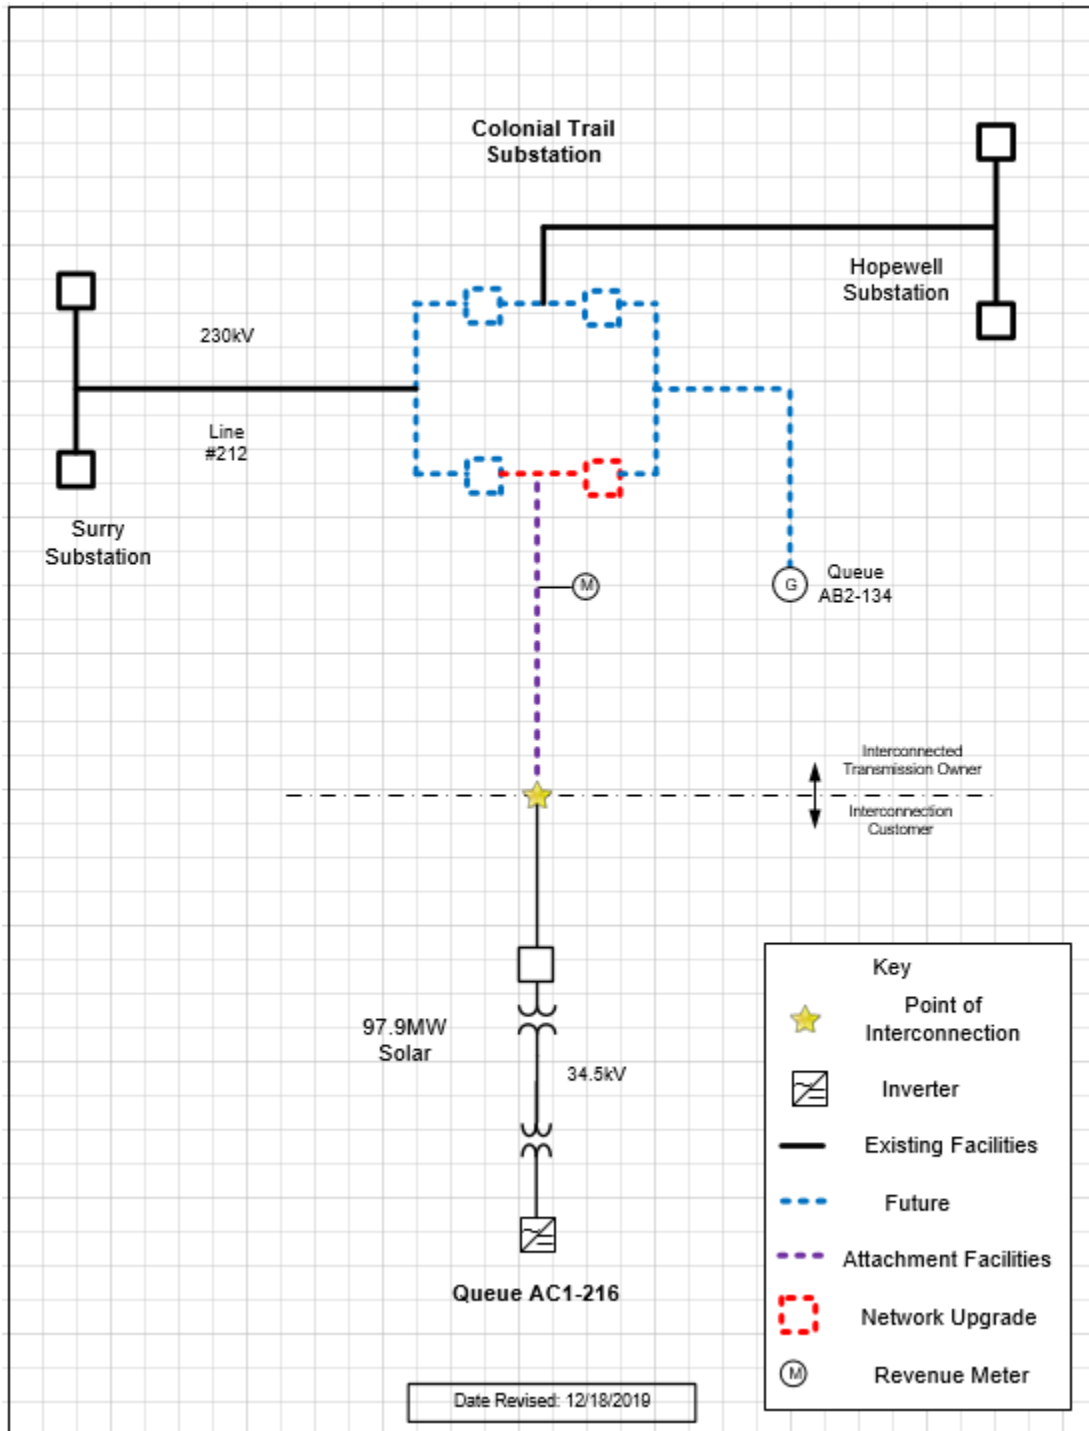 Colonial Trail
Substation
Hopewell
Substation
230kV
Line
#212
Surry
Substation
M
G
Queue
AB2-134
Interconnected
Transmission Owner
Interconnection
Customer
97.9MW
Solar
34.5kV
Queue AC1-216
Key
Point of
Interconnection
Inverter
Existing Facilities
Future
Attachment Facilities
Network Upgrade
M
Revenue Meter
Date Revised: 12/18/2019